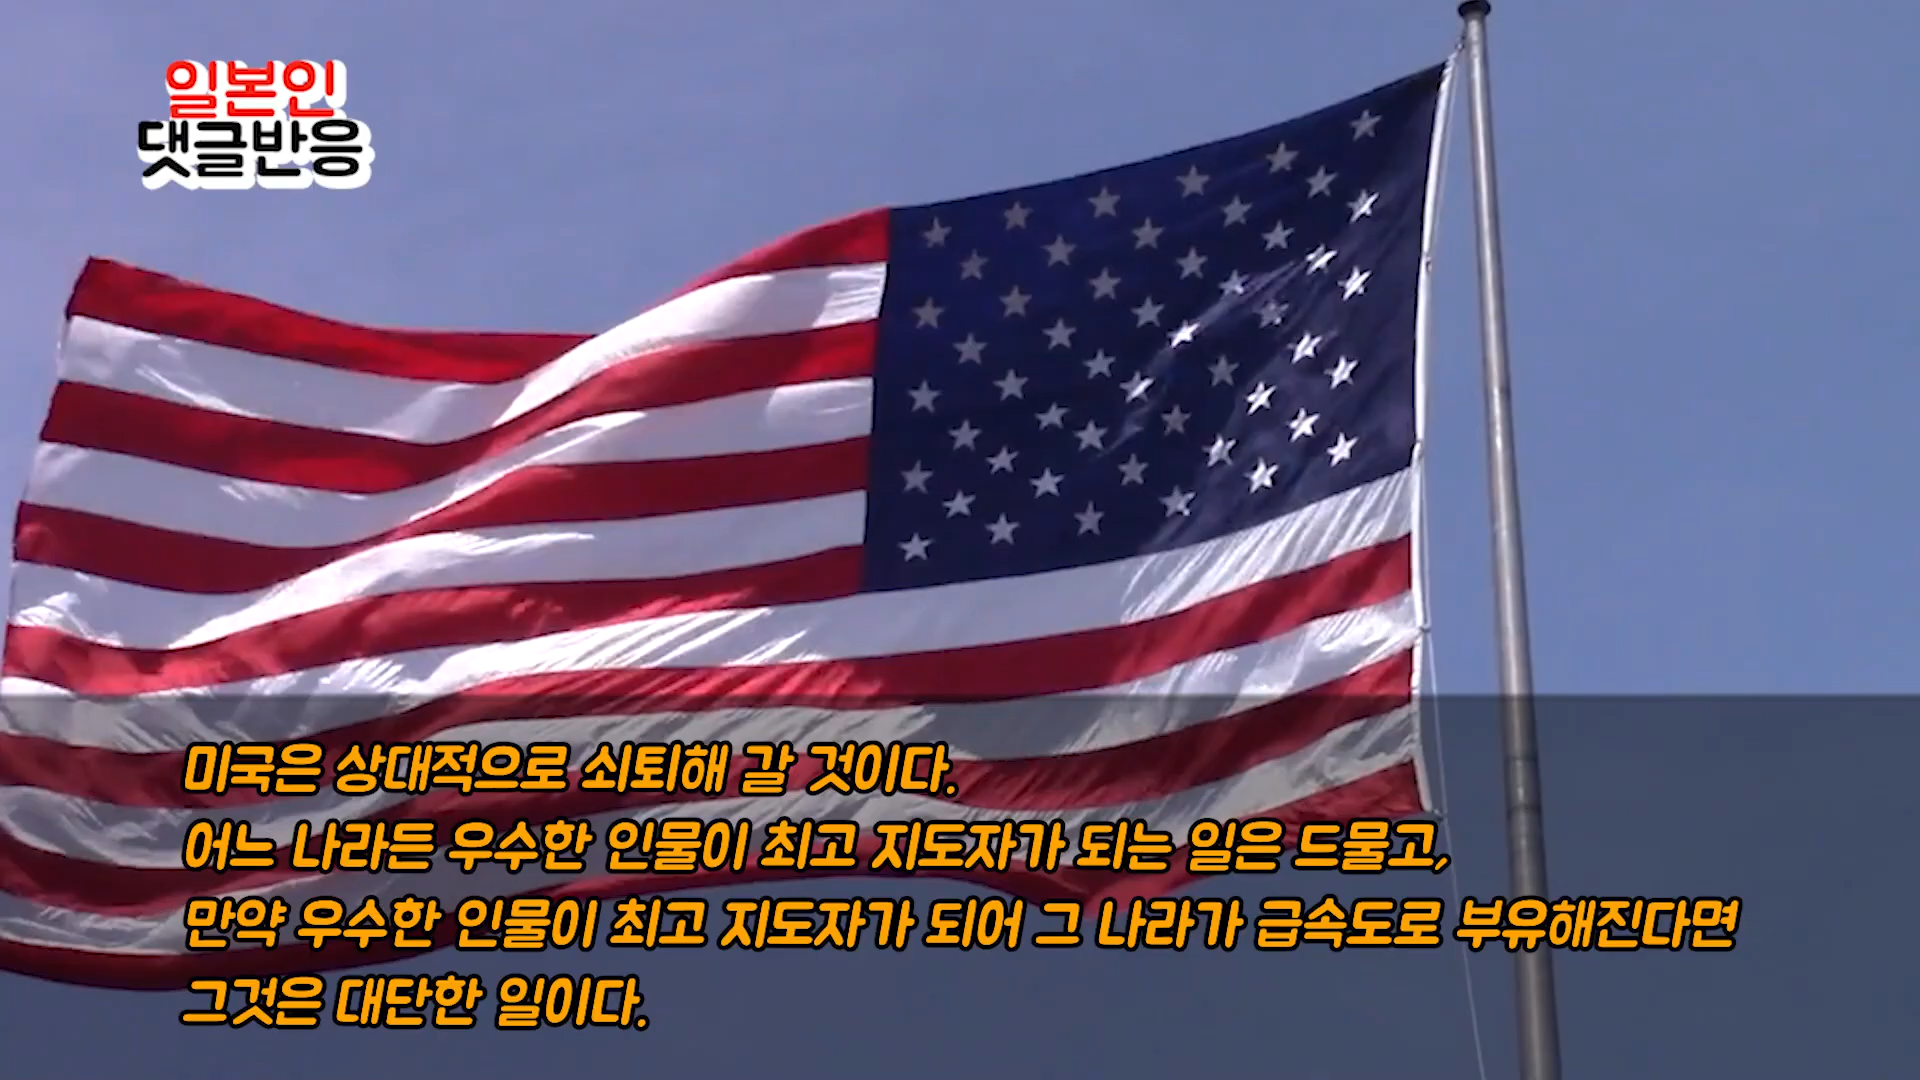 일본인
댓글반응
미국은 상대적으로 쇠퇴해 갈 것이다.
어느 나라든 우수한 인물이 최고 지도자가 되는 일은 드물고,
만약 우수한 인물이 최고 지도자가 되어 그 나라가 급속도로 부유해진다면
그것은 대단한 일이다.